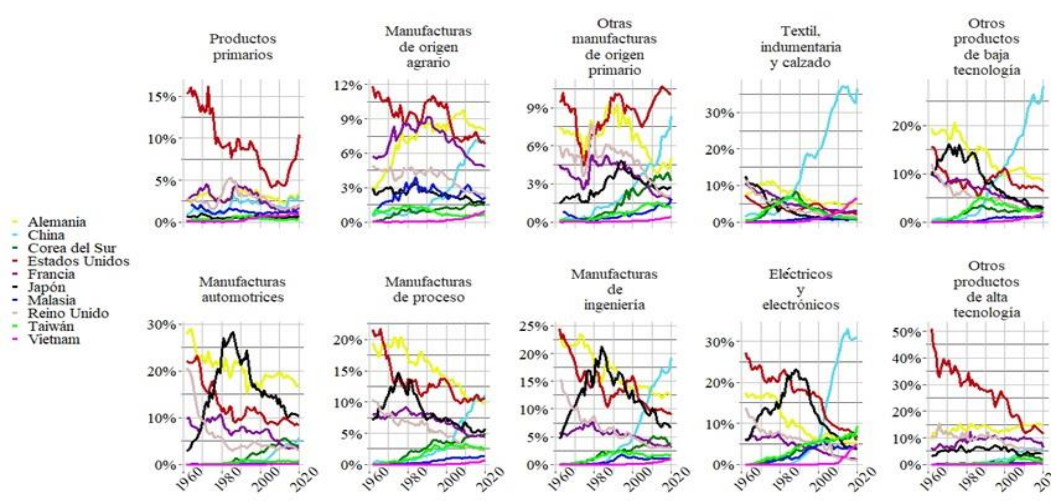 Productos
primarios
Manufacturas
de origen
agrario
Otras
manufacturas
de origen
primario
Textil,
indumentaria
y calzado
Otros
productos
de baja
tecnología
15%
10%
5%
0%
12%
9%
6%
3%
0%
9%
6%
3%
0%
30%
20%
10%
0%
20%
10%
0%
Alemania
China
Corea del Sur
Estados Unidos
Francia
Japón
Malasia
Reino Unido
Taiwán
Vietnam
Manufacturas
automotrices
Manufacturas
de proceso
Manufacturas
de
ingeniería
Eléctricos
y
electrónicos
Otros
productos
de alta
tecnología
30%
20%
10%
0%
20%
15%
10%
5%
0%
25%
20%
15%
10%
5%
0%
30%
20%
10%
0%
50%
40%
30%
20%
10%
0%
1960 1980 2000 2020
1960 1980 2000 2020
1960 1980 2000 2020
1960 1980 2000 2020
1960 1980 2000 2020